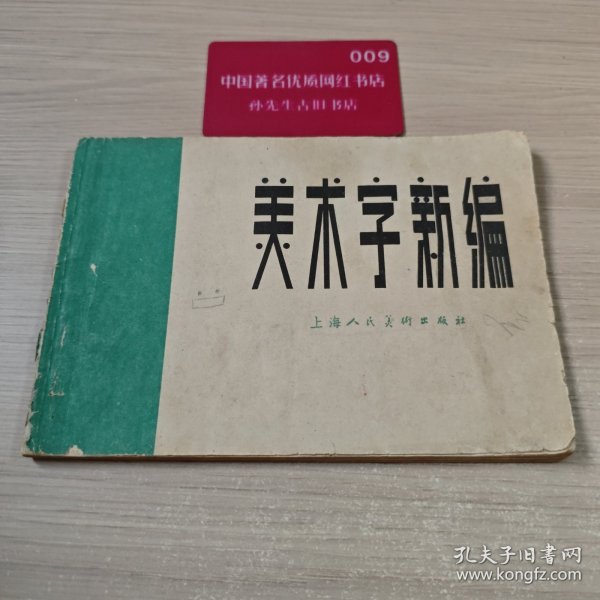 009
中国著名优质网红书店
孙先生古旧书店
美术字新编
上海人民美術出版社
孔夫子旧书网
www.kongfz.com